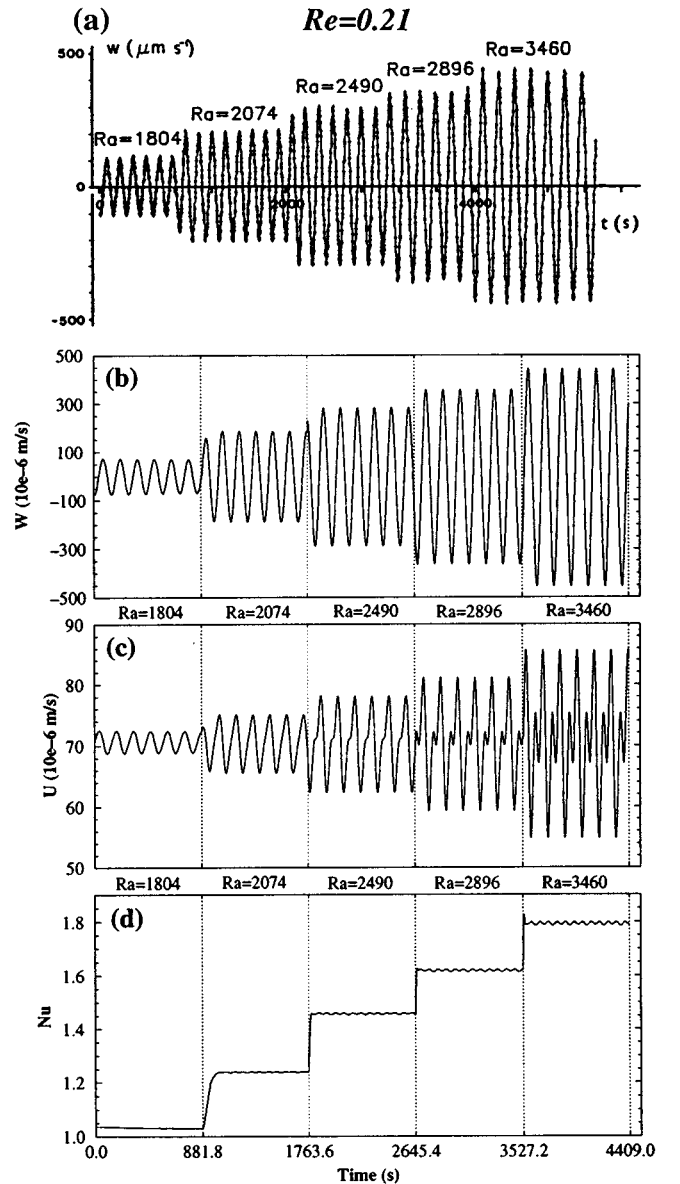 (a) Re=0.21
w (μm s⁻¹)
500
Ra=3460
Ra=2896
Ra=2490
Ra=2074
Ra=1804
0
0 2000 4000
t (s)
-500
(b)
500
300
100
−100
−300
−500
W (10e−6 m/s)
Ra=1804 Ra=2074 Ra=2490 Ra=2896 Ra=3460
(c)
90
80
70
60
50
U (10e−6 m/s)
Ra=1804 Ra=2074 Ra=2490 Ra=2896 Ra=3460
(d)
1.8
1.6
1.4
1.2
1.0
Nu
0.0 881.8 1763.6 2645.4 3527.2 4409.0
Time (s)